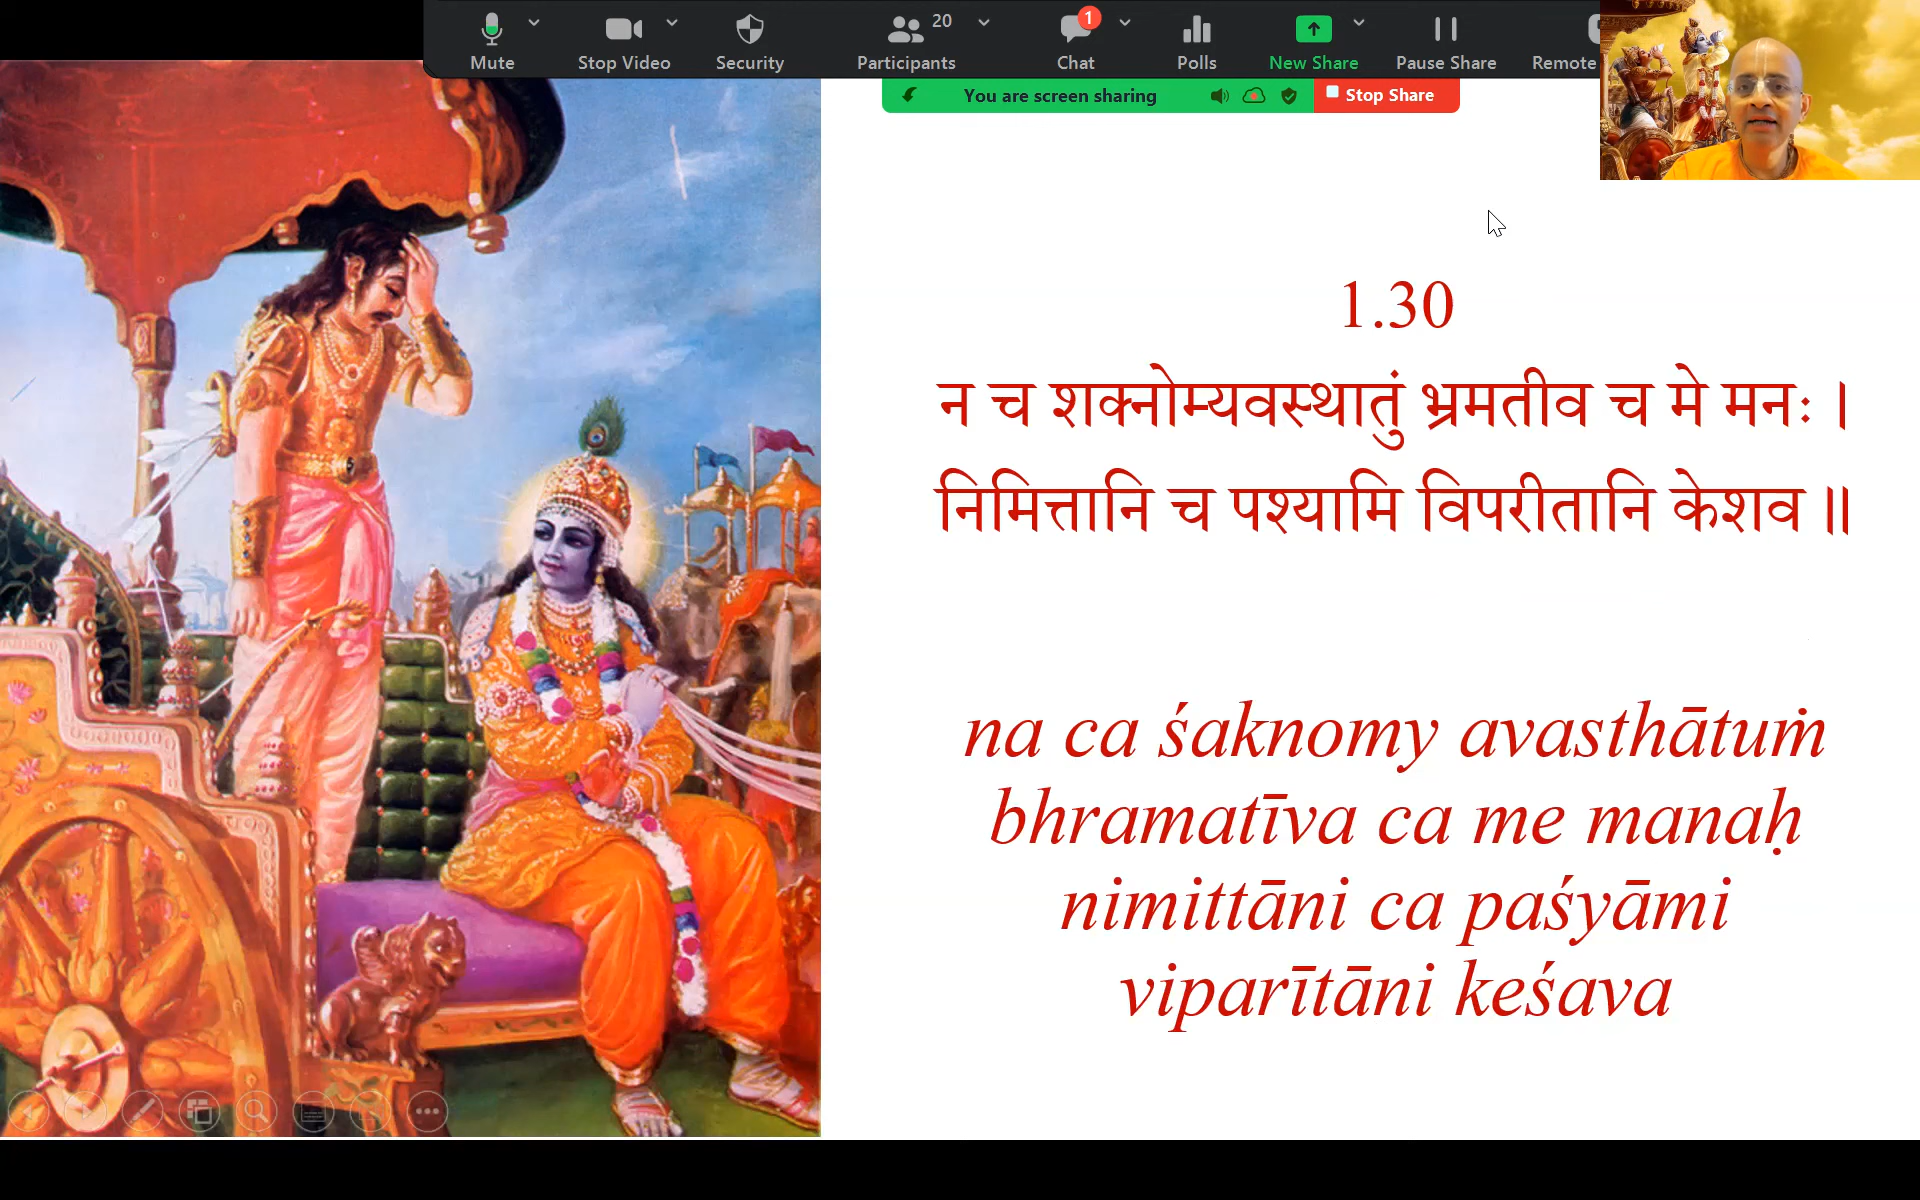 Mute
Stop Video
Security
20
Participants
1
Chat
Polls
New Share
Pause Share
Remote
You are screen sharing
Stop Share
1.30
न च शक्नोम्यवस्थातुं भ्रमतीव च मे मनः ।
निमित्तानि च पश्यामि विपरीतानि केशव ॥
na ca śaknomy avasthātuṁ
bhramatīva ca me manaḥ
nimittāni ca paśyāmi
viparītāni keśava